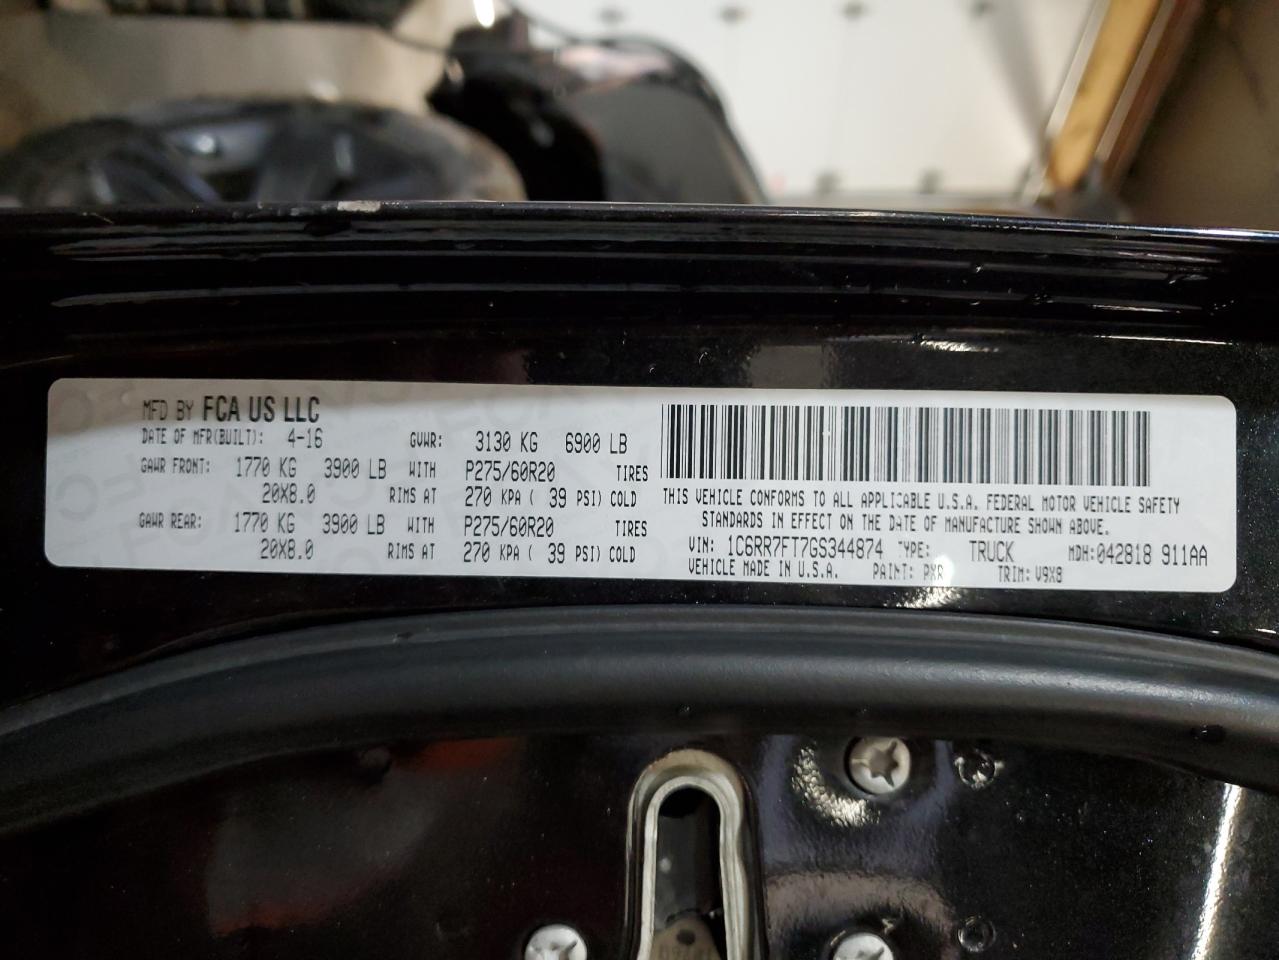 MFD BY FCA US LLC
DATE OF MFR(BUILT): 4-16 GVWR: 3130 KG 6900 LB
GAWR FRONT: 1770 KG 3900 LB WITH P275/60R20 TIRES
20X8.0 RIMS AT 270 KPA ( 39 PSI) COLD
GAWR REAR: 1770 KG 3900 LB WITH P275/60R20 TIRES
20X8.0 RIMS AT 270 KPA ( 39 PSI) COLD
THIS VEHICLE CONFORMS TO ALL APPLICABLE U.S.A. FEDERAL MOTOR VEHICLE SAFETY
STANDARDS IN EFFECT ON THE DATE OF MANUFACTURE SHOWN ABOVE.
VIN: 1C6RR7FT7GS344874 TYPE: TRUCK MDH:042818 911AA
VEHICLE MADE IN U.S.A. PAINT: PXR TRIM: V9X8